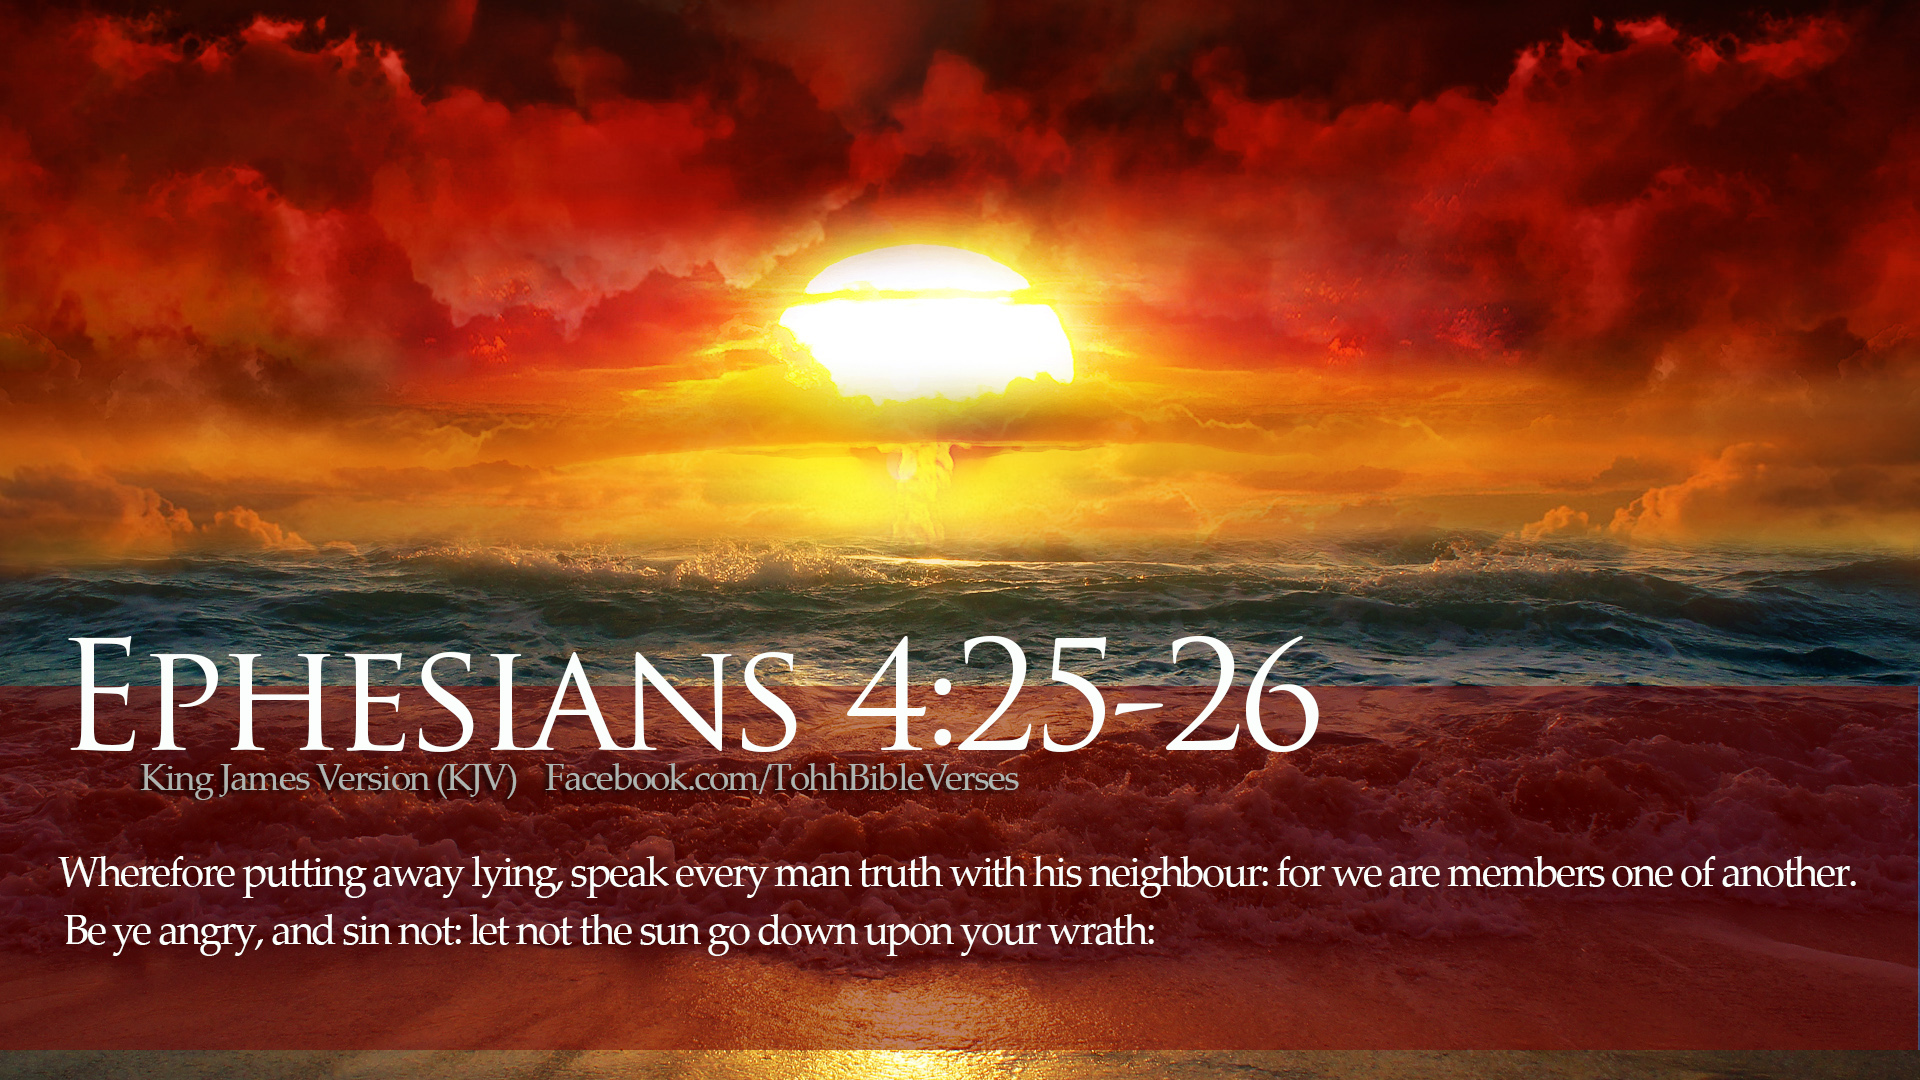 Ephesians 4:25-26
King James Version (KJV) Facebook.com/TohhBibleVerses
Wherefore putting away lying, speak every man truth with his neighbour: for we are members one of another.
Be ye angry, and sin not: let not the sun go down upon your wrath: